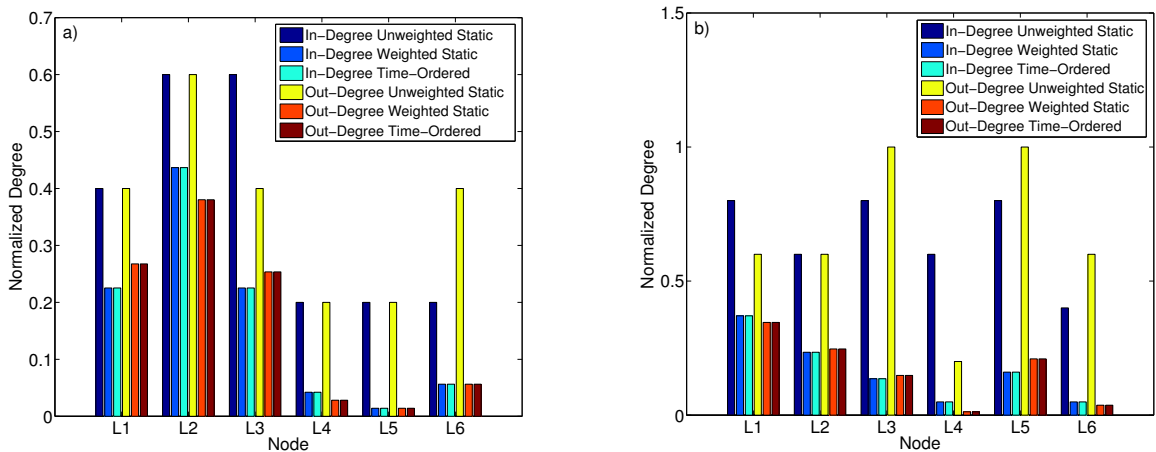 a)
0.7
0.6
0.5
0.4
0.3
0.2
0.1
0
Normalized Degree
In−Degree Unweighted Static
In−Degree Weighted Static
In−Degree Time−Ordered
Out−Degree Unweighted Static
Out−Degree Weighted Static
Out−Degree Time−Ordered
L1 L2 L3 L4 L5 L6
Node
b)
1.5
1
0.5
0
Normalized Degree
In−Degree Unweighted Static
In−Degree Weighted Static
In−Degree Time−Ordered
Out−Degree Unweighted Static
Out−Degree Weighted Static
Out−Degree Time−Ordered
L1 L2 L3 L4 L5 L6
Node